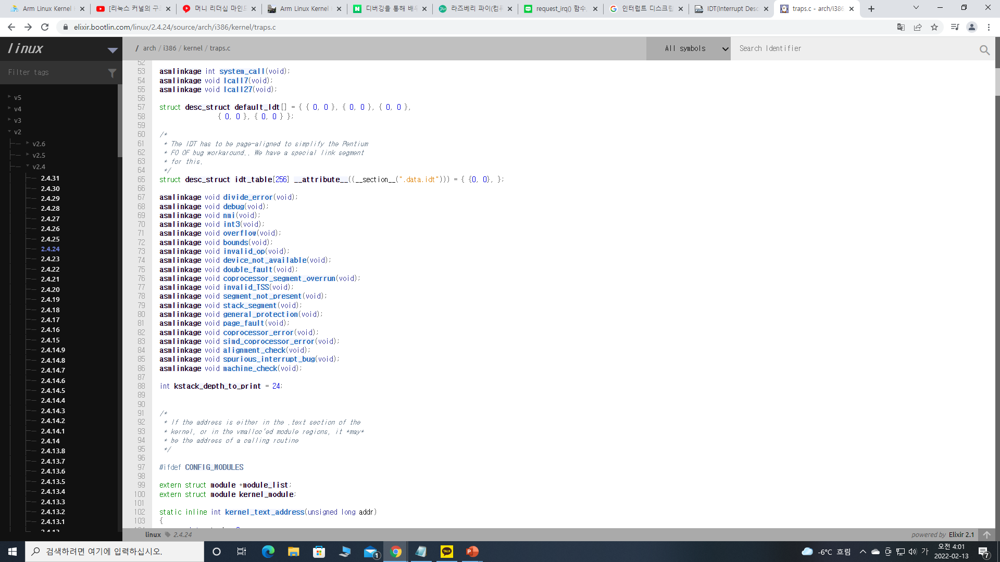 Arm Linux Kernel
[리눅스 커널의 구
머니 리더십 마인
Arm Linux Kernel
디버깅을 통해 배우
라즈베리 파이(컴퓨
request_irq() 함수,
인터럽트 디스크립
IDT(Interrupt Desc
traps.c - arch/i386
elixir.bootlin.com/linux/2.4.24/source/arch/i386/kernel/traps.c
linux
/ arch / i386 / kernel / traps.c
All symbols
Search Identifier
Filter tags
v5
v4
v3
v2
v2.6
v2.5
v2.4
2.4.31
2.4.30
2.4.29
2.4.28
2.4.27
2.4.26
2.4.25
2.4.24
2.4.23
2.4.22
2.4.21
2.4.20
2.4.19
2.4.18
2.4.17
2.4.16
2.4.15
2.4.14.9
2.4.14.8
2.4.14.7
2.4.14.6
2.4.14.5
2.4.14.4
2.4.14.3
2.4.14.2
2.4.14.1
2.4.14
2.4.13.8
2.4.13.7
2.4.13.6
2.4.13.5
2.4.13.4
2.4.13.3
2.4.13.2
2.4.13.1
52
53 asmlinkage int system_call(void);
54 asmlinkage void lcall7(void);
55 asmlinkage void lcall27(void);
56
57 struct desc_struct default_ldt[] = { { 0, 0 }, { 0, 0 }, { 0, 0 },
58 { 0, 0 }, { 0, 0 } };
59
60 /*
61 * The IDT has to be page-aligned to simplify the Pentium
62 * F0 0F bug workaround.. We have a special link segment
63 * for this.
64 */
65 struct desc_struct idt_table[256] __attribute__((__section__(".data.idt"))) = { {0, 0}, };
66
67 asmlinkage void divide_error(void);
68 asmlinkage void debug(void);
69 asmlinkage void nmi(void);
70 asmlinkage void int3(void);
71 asmlinkage void overflow(void);
72 asmlinkage void bounds(void);
73 asmlinkage void invalid_op(void);
74 asmlinkage void device_not_available(void);
75 asmlinkage void double_fault(void);
76 asmlinkage void coprocessor_segment_overrun(void);
77 asmlinkage void invalid_TSS(void);
78 asmlinkage void segment_not_present(void);
79 asmlinkage void stack_segment(void);
80 asmlinkage void general_protection(void);
81 asmlinkage void page_fault(void);
82 asmlinkage void coprocessor_error(void);
83 asmlinkage void simd_coprocessor_error(void);
84 asmlinkage void alignment_check(void);
85 asmlinkage void spurious_interrupt_bug(void);
86 asmlinkage void machine_check(void);
87
88 int kstack_depth_to_print = 24;
89
90
91 /*
92 * If the address is either in the .text section of the
93 * kernel, or in the vmalloc'ed module regions, it *may*
94 * be the address of a calling routine
95 */
96
97 #ifdef CONFIG_MODULES
98
99 extern struct module *module_list;
100 extern struct module kernel_module;
101
102 static inline int kernel_text_address(unsigned long addr)
103 {
linux 2.4.24
powered by Elixir 2.1
검색하려면 여기에 입력하십시오.
1
TALK
-6°C 흐림
가
오전 4:01
2022-02-13
7